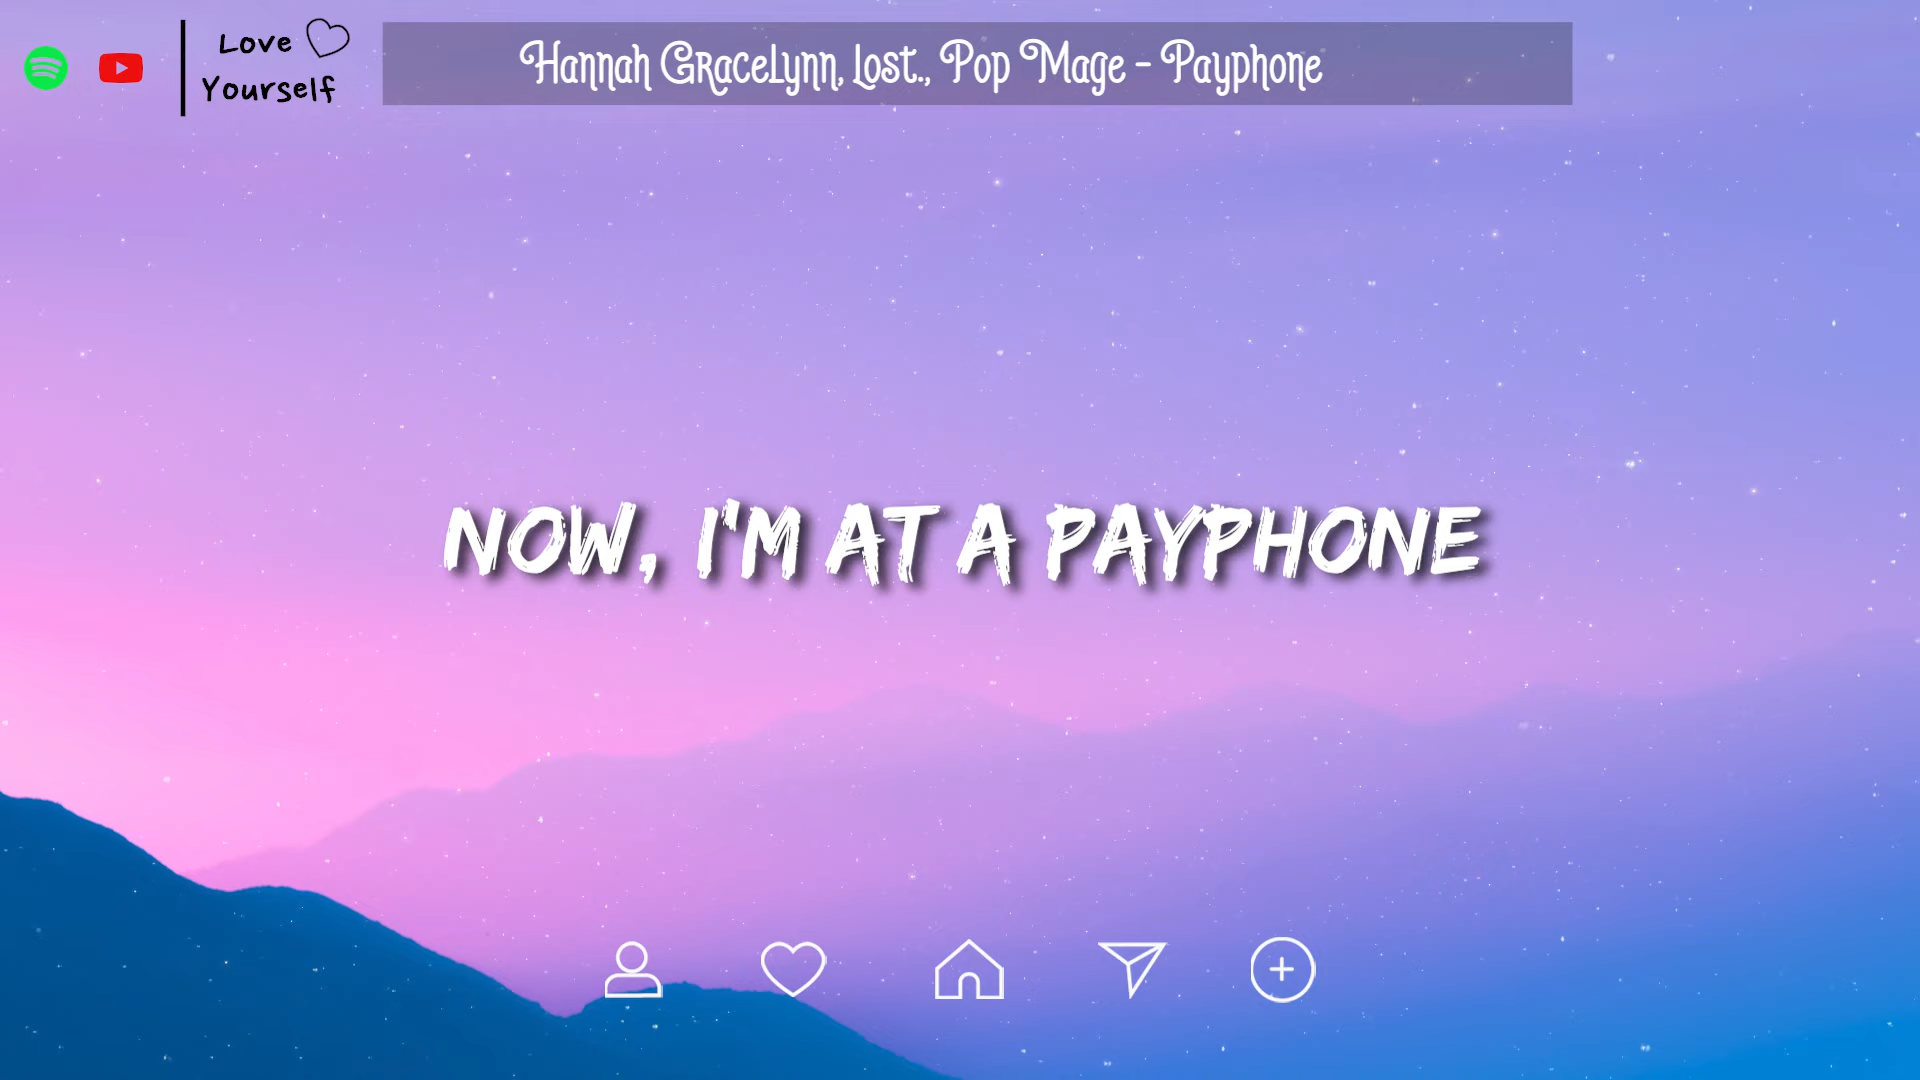 Love
Yourself
Hannah GraceLynn, Lost., Pop Mage - Payphone
NOW, I'M AT A PAYPHONE